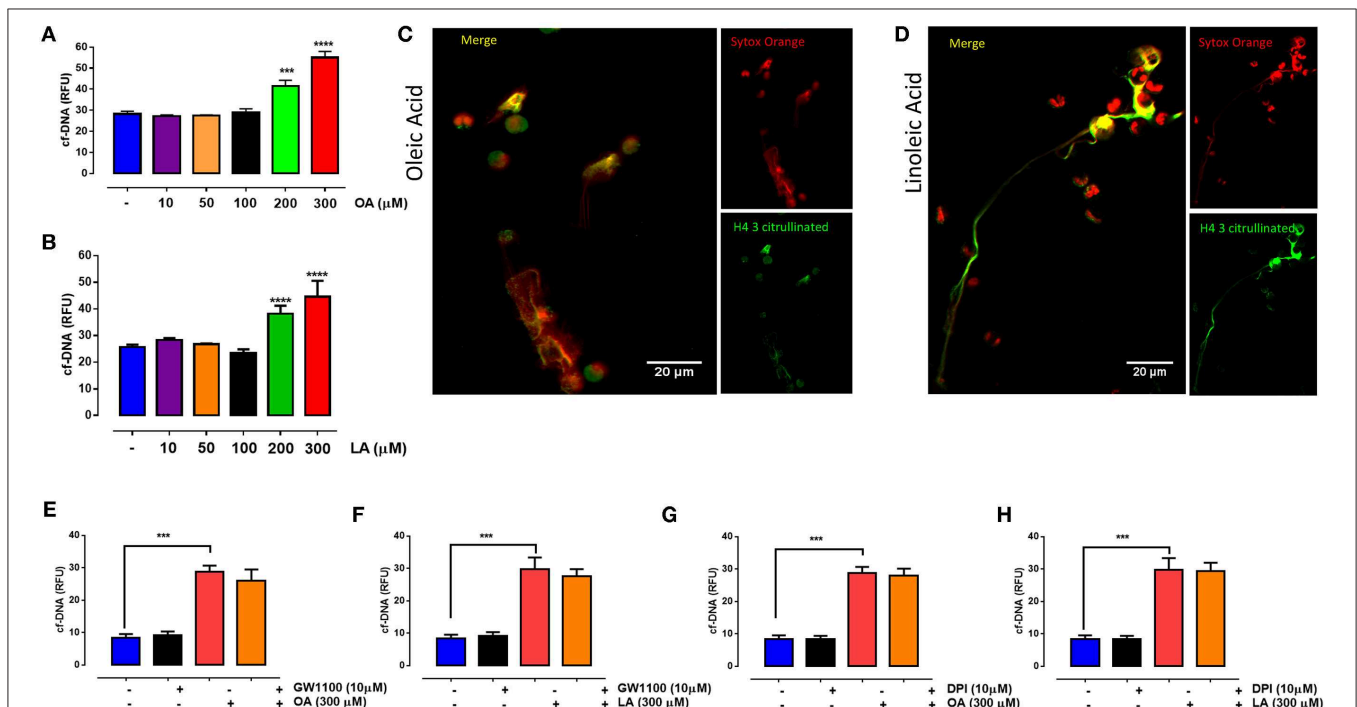 A
cf-DNA (RFU)
60
50
40
30
20
10
0
***
****
- 10 50 100 200 300 OA (μM)
B
cf-DNA (RFU)
60
50
40
30
20
10
0
****
****
- 10 50 100 200 300 LA (μM)
C
Oleic Acid
Merge
20 μm
Sytox Orange
H4 3 citrullinated
D
Linoleic Acid
Merge
20 μm
Sytox Orange
H4 3 citrullinated
E
cf-DNA (RFU)
40
30
20
10
0
***
- + - + GW1100 (10μM)
- - + + OA (300 μM)
F
cf-DNA (RFU)
40
30
20
10
0
***
- + - + GW1100 (10μM)
- - + + LA (300 μM)
G
cf-DNA (RFU)
40
30
20
10
0
***
- + - + DPI (10μM)
- - + + OA (300 μM)
H
cf-DNA (RFU)
40
30
20
10
0
***
- + - + DPI (10μM)
- - + + LA (300 μM)